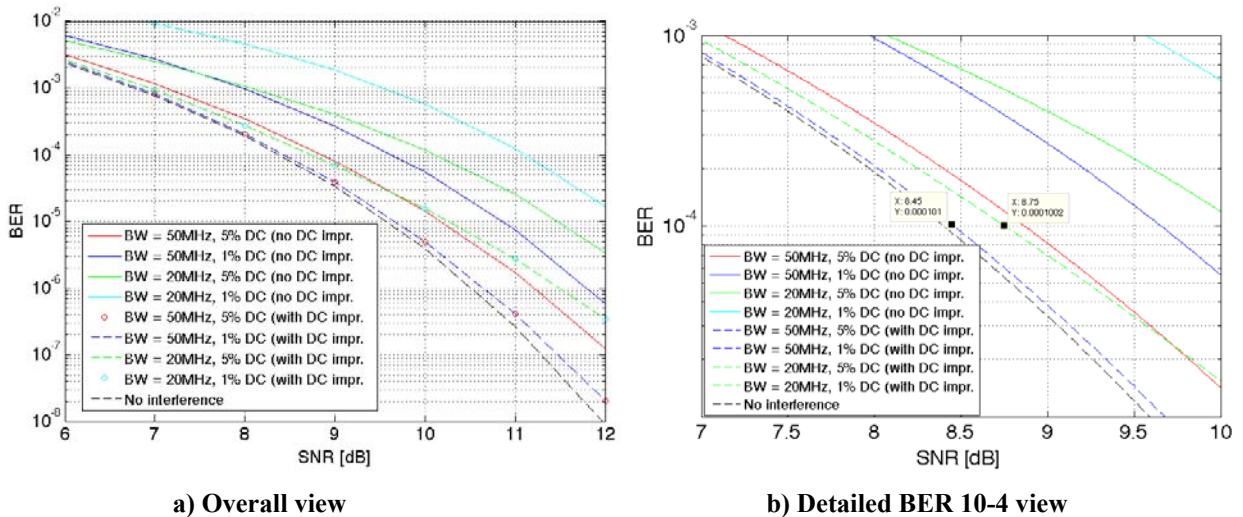 10-2
10-3
10-4
10-5
10-6
10-7
10-8
BER
BW = 50MHz, 5% DC (no DC impr.
BW = 50MHz, 1% DC (no DC impr.
BW = 20MHz, 5% DC (no DC impr.
BW = 20MHz, 1% DC (no DC impr.
BW = 50MHz, 5% DC (with DC impr.
BW = 50MHz, 1% DC (with DC impr.
BW = 20MHz, 5% DC (with DC impr.
BW = 20MHz, 1% DC (with DC impr.
No interference
6 7 8 9 10 11 12
SNR [dB]
a) Overall view
10-3
10-4
BER
X: 8.45
Y: 0.000101
X: 8.75
Y: 0.0001002
BW = 50MHz, 5% DC (no DC impr.
BW = 50MHz, 1% DC (no DC impr.
BW = 20MHz, 5% DC (no DC impr.
BW = 20MHz, 1% DC (no DC impr.
BW = 50MHz, 5% DC (with DC impr.
BW = 50MHz, 1% DC (with DC impr.
BW = 20MHz, 5% DC (with DC impr.
BW = 20MHz, 1% DC (with DC impr.
No interference
7 7.5 8 8.5 9 9.5 10
SNR [dB]
b) Detailed BER 10-4 view